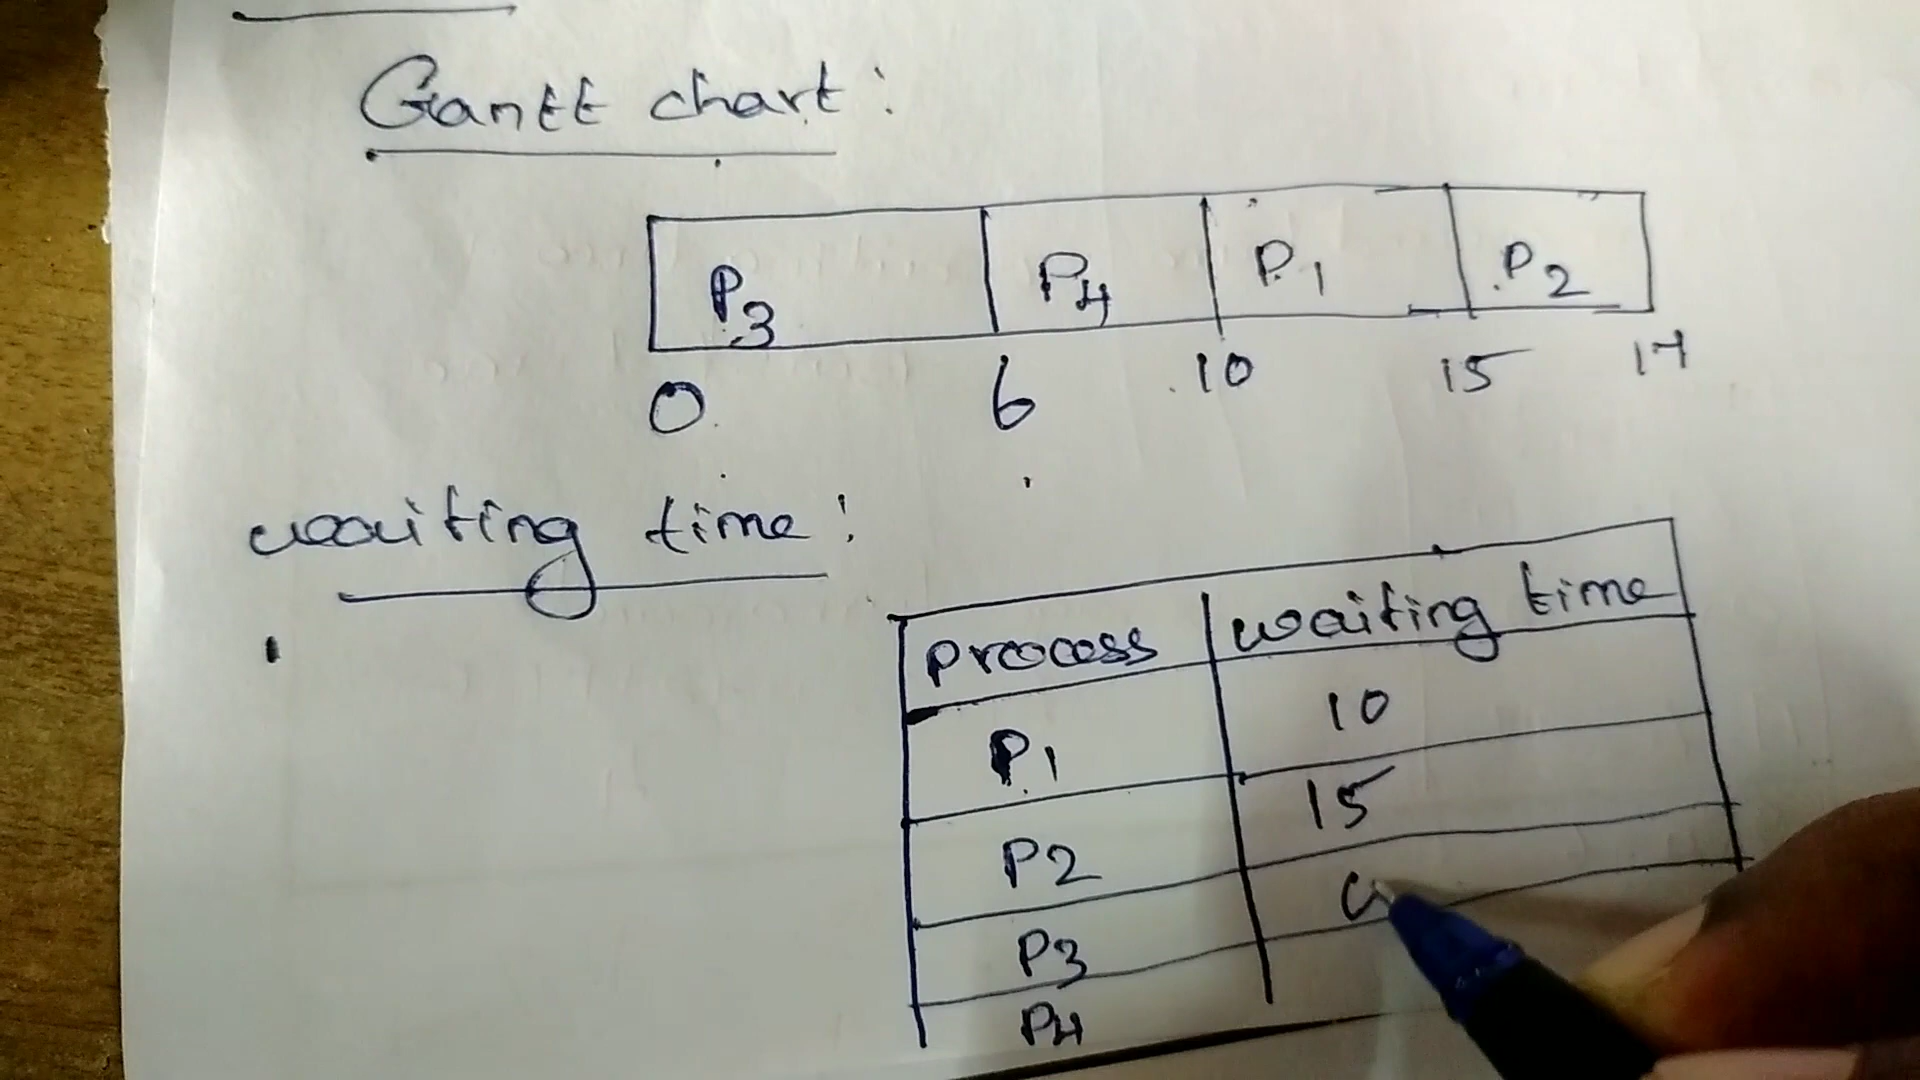 Gantt chart:
P3 P4 P1 P2
0 6 10 15 17
waiting time:
process waiting time
P1 10
P2 15
P3
P4